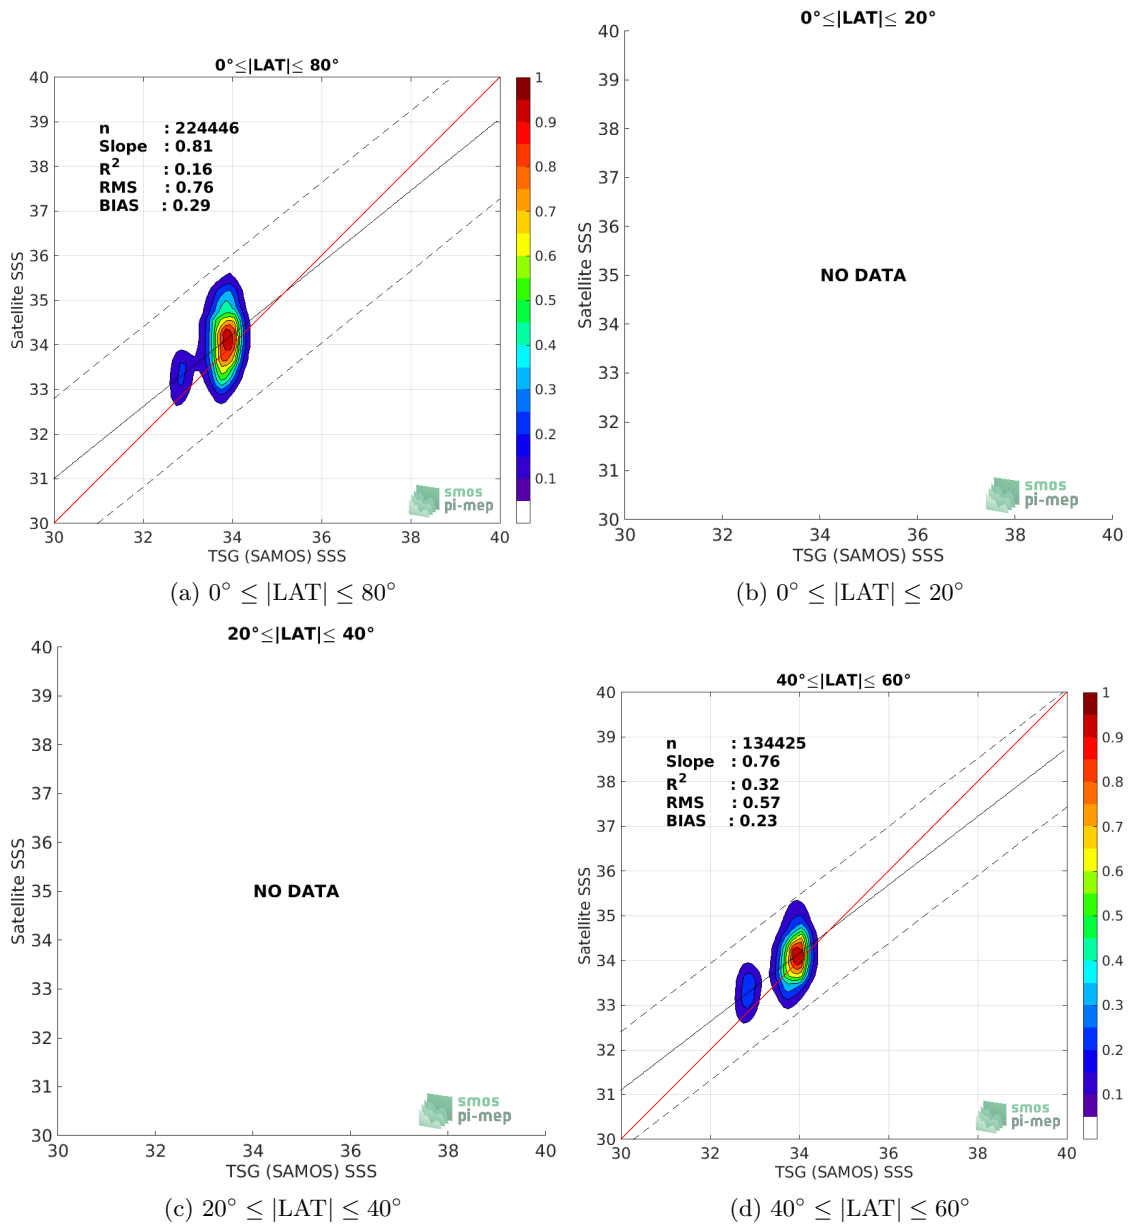 0°≤|LAT|≤ 80°
40
39
38
37
36
35
34
33
32
31
30
Satellite SSS
n : 224446
Slope : 0.81
R² : 0.16
RMS : 0.76
BIAS : 0.29
1
0.9
0.8
0.7
0.6
0.5
0.4
0.3
0.2
0.1
smos
pi-mep
30 32 34 36 38 40
TSG (SAMOS) SSS
(a) 0° ≤ |LAT| ≤ 80°
0°≤|LAT|≤ 20°
40
39
38
37
36
35
34
33
32
31
30
Satellite SSS
NO DATA
smos
pi-mep
30 32 34 36 38 40
TSG (SAMOS) SSS
(b) 0° ≤ |LAT| ≤ 20°
20°≤|LAT|≤ 40°
40
39
38
37
36
35
34
33
32
31
30
Satellite SSS
NO DATA
smos
pi-mep
30 32 34 36 38 40
TSG (SAMOS) SSS
(c) 20° ≤ |LAT| ≤ 40°
40°≤|LAT|≤ 60°
40
39
38
37
36
35
34
33
32
31
30
Satellite SSS
n : 134425
Slope : 0.76
R² : 0.32
RMS : 0.57
BIAS : 0.23
1
0.9
0.8
0.7
0.6
0.5
0.4
0.3
0.2
0.1
smos
pi-mep
30 32 34 36 38 40
TSG (SAMOS) SSS
(d) 40° ≤ |LAT| ≤ 60°